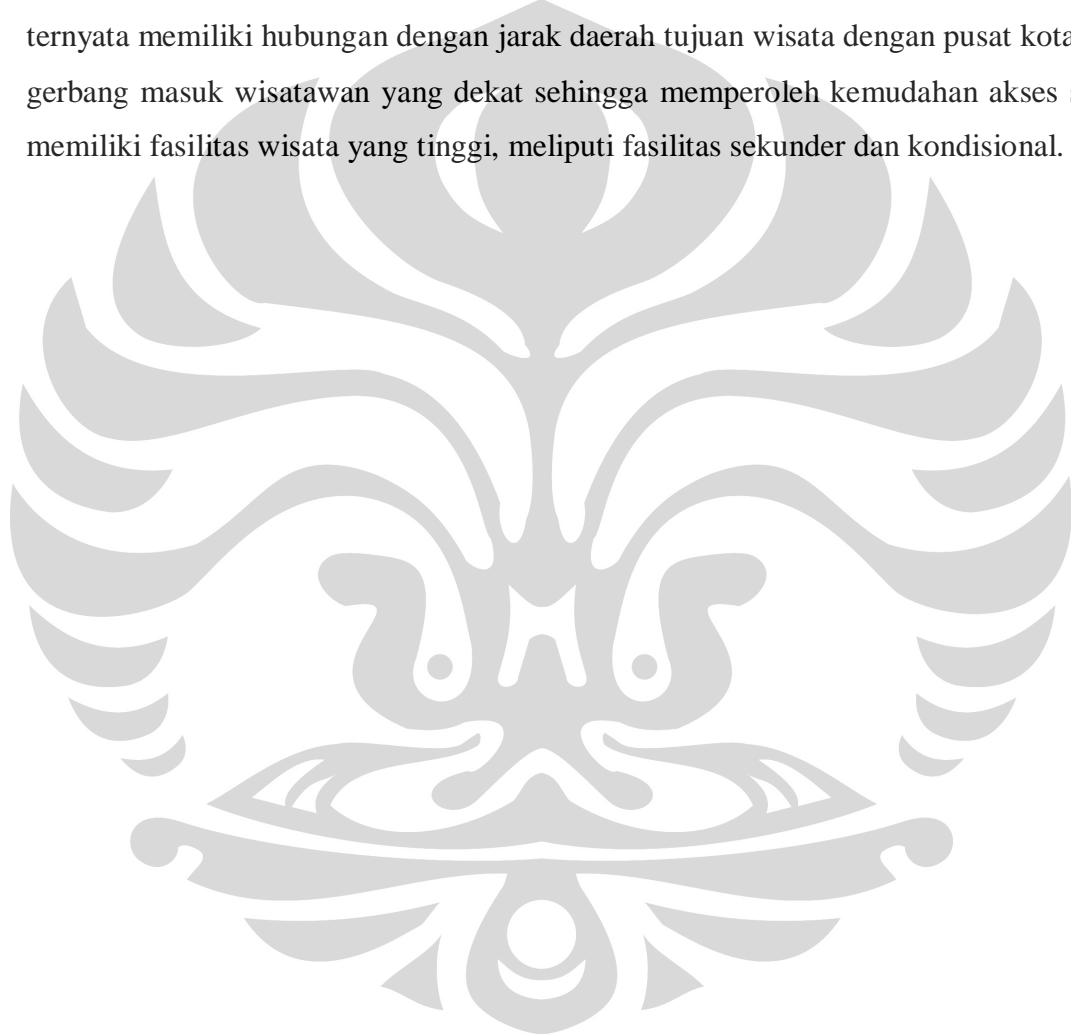 ternyata memiliki hubungan dengan jarak daerah tujuan wisata dengan pusat kota
gerbang masuk wisatawan yang dekat sehingga memperoleh kemudahan akses
memiliki fasilitas wisata yang tinggi, meliputi fasilitas sekunder dan kondisional.